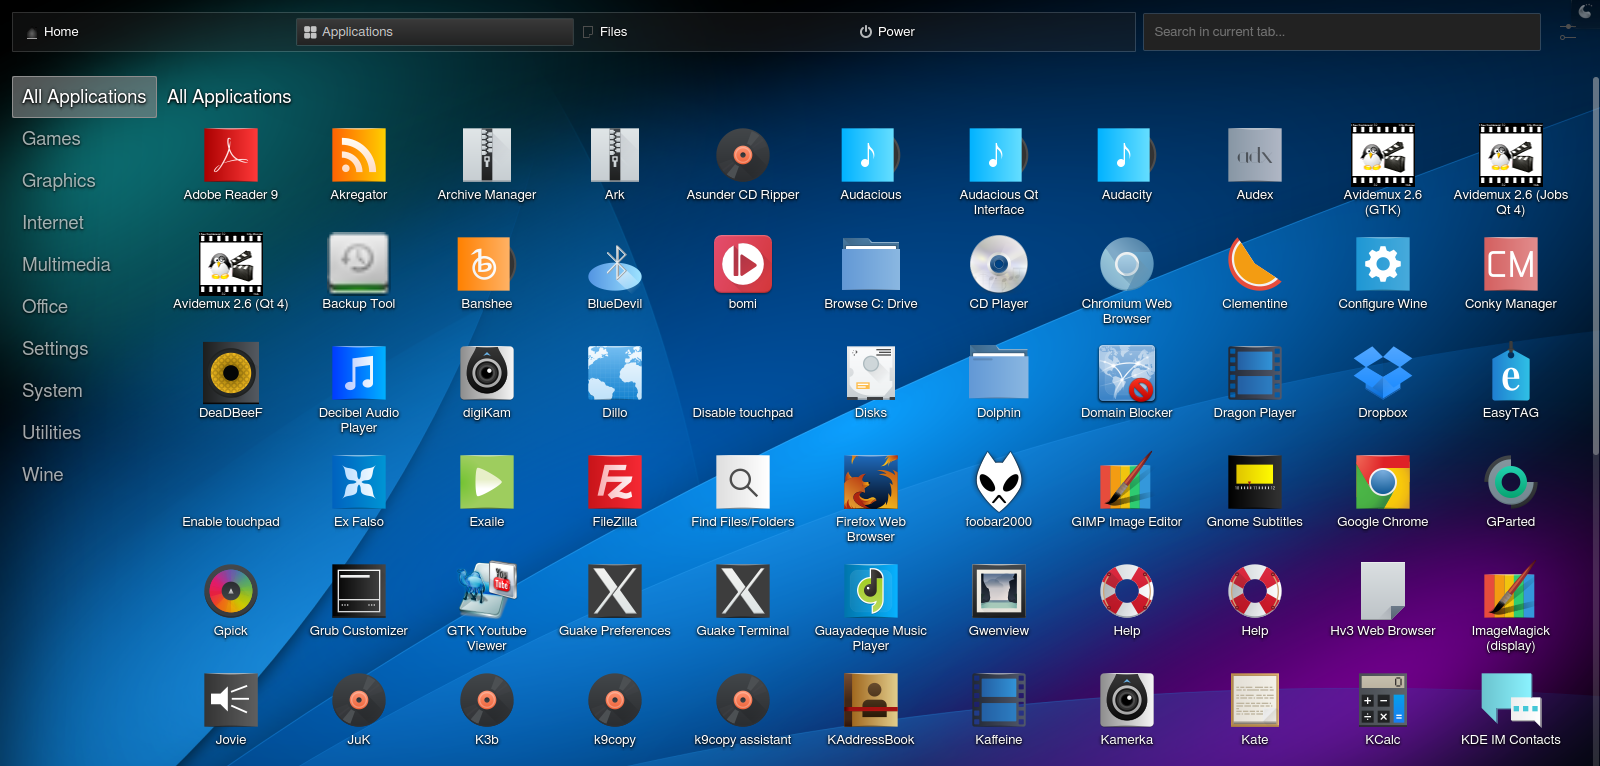 Home
Applications
Files
Power
Search in current tab...
All Applications
Games
Graphics
Internet
Multimedia
Office
Settings
System
Utilities
Wine
All Applications
Adobe Reader 9
Akregator
Archive Manager
Ark
Asunder CD Ripper
Audacious
Audacious Qt
Interface
Audacity
adx
Audex
Avidemux 2.6
(GTK)
Avidemux 2.6 (Jobs
Qt 4)
Avidemux 2.6 (Qt 4)
Backup Tool
Banshee
BlueDevil
bomi
Browse C: Drive
CD Player
Chromium Web
Browser
Clementine
Configure Wine
CM
Conky Manager
DeaDBeeF
Decibel Audio
Player
digiKam
Dillo
Disable touchpad
Disks
Dolphin
Domain Blocker
Dragon Player
Dropbox
e
EasyTAG
Enable touchpad
Ex Falso
Exaile
Fz
FileZilla
Find Files/Folders
Firefox Web
Browser
foobar2000
GIMP Image Editor
Gnome Subtitles
Google Chrome
GParted
Gpick
Grub Customizer
You
Tube
GTK Youtube
Viewer
Guake Preferences
Guake Terminal
Guayadeque Music
Player
Gwenview
Help
Help
Hv3 Web Browser
ImageMagick
(display)
Jovie
JuK
K3b
k9copy
k9copy assistant
KAddressBook
Kaffeine
Kamerka
Kate
0
KCalc
KDE IM Contacts